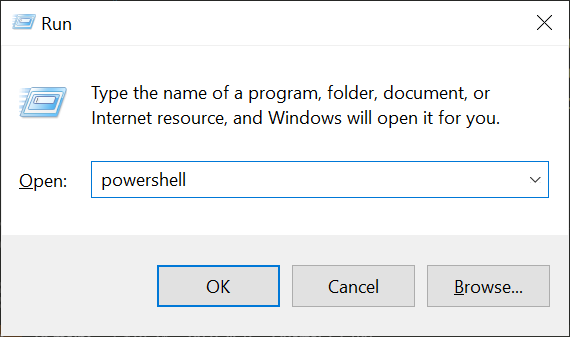 Run
Type the name of a program, folder, document, or
Internet resource, and Windows will open it for you.
Open: powershell
OK Cancel Browse...